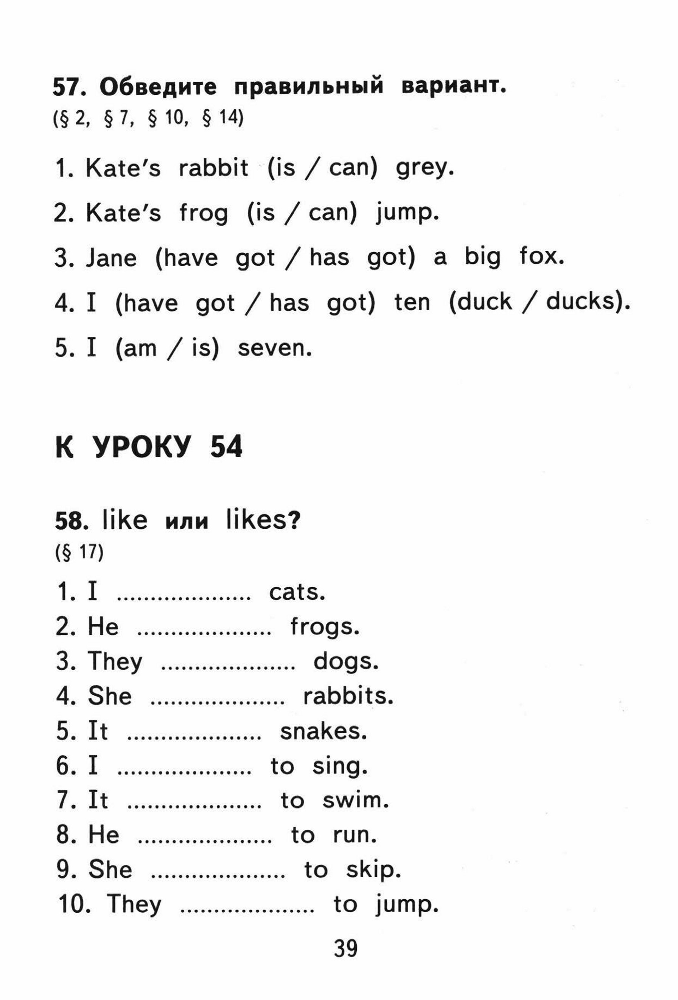 57. Обведите правильный вариант.
(§ 2, § 7, § 10, § 14)
1. Kate's rabbit (is / can) grey.
2. Kate's frog (is / can) jump.
3. Jane (have got / has got) a big fox.
4. I (have got / has got) ten (duck / ducks).
5. I (am / is) seven.
К УРОКУ 54
58. like или likes?
(§ 17)
1. I .................... cats.
2. He .................... frogs.
3. They .................... dogs.
4. She .................... rabbits.
5. It .................... snakes.
6. I .................... to sing.
7. It .................... to swim.
8. He .................... to run.
9. She .................... to skip.
10. They .................... to jump.
39